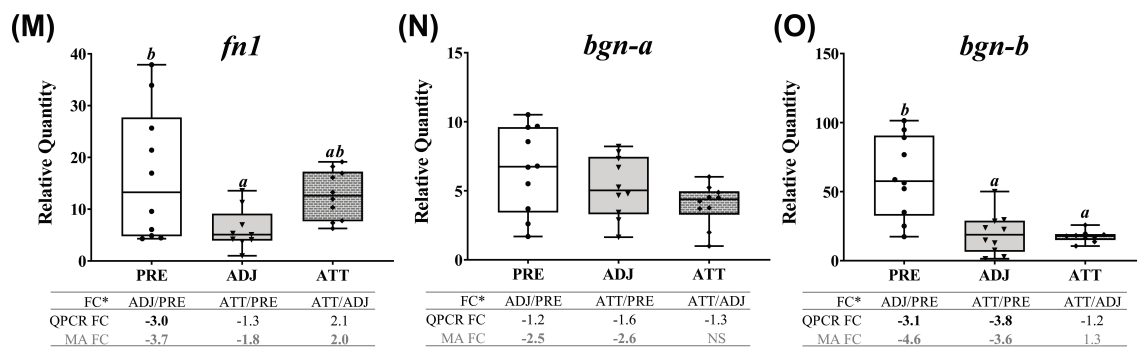 (M) fn1
40
30
20
10
0
Relative Quantity
b
a
ab
PRE ADJ ATT
FC* ADJ/PRE ATT/PRE ATT/ADJ
QPCR FC -3.0 -1.3 2.1
MA FC -3.7 -1.8 2.0
(N) bgn-a
15
10
5
0
Relative Quantity
PRE ADJ ATT
FC* ADJ/PRE ATT/PRE ATT/ADJ
QPCR FC -1.2 -1.6 -1.3
MA FC -2.5 -2.6 NS
(O) bgn-b
150
100
50
0
Relative Quantity
b
a
a
PRE ADJ ATT
FC* ADJ/PRE ATT/PRE ATT/ADJ
QPCR FC -3.1 -3.8 -1.2
MA FC -4.6 -3.6 1.3